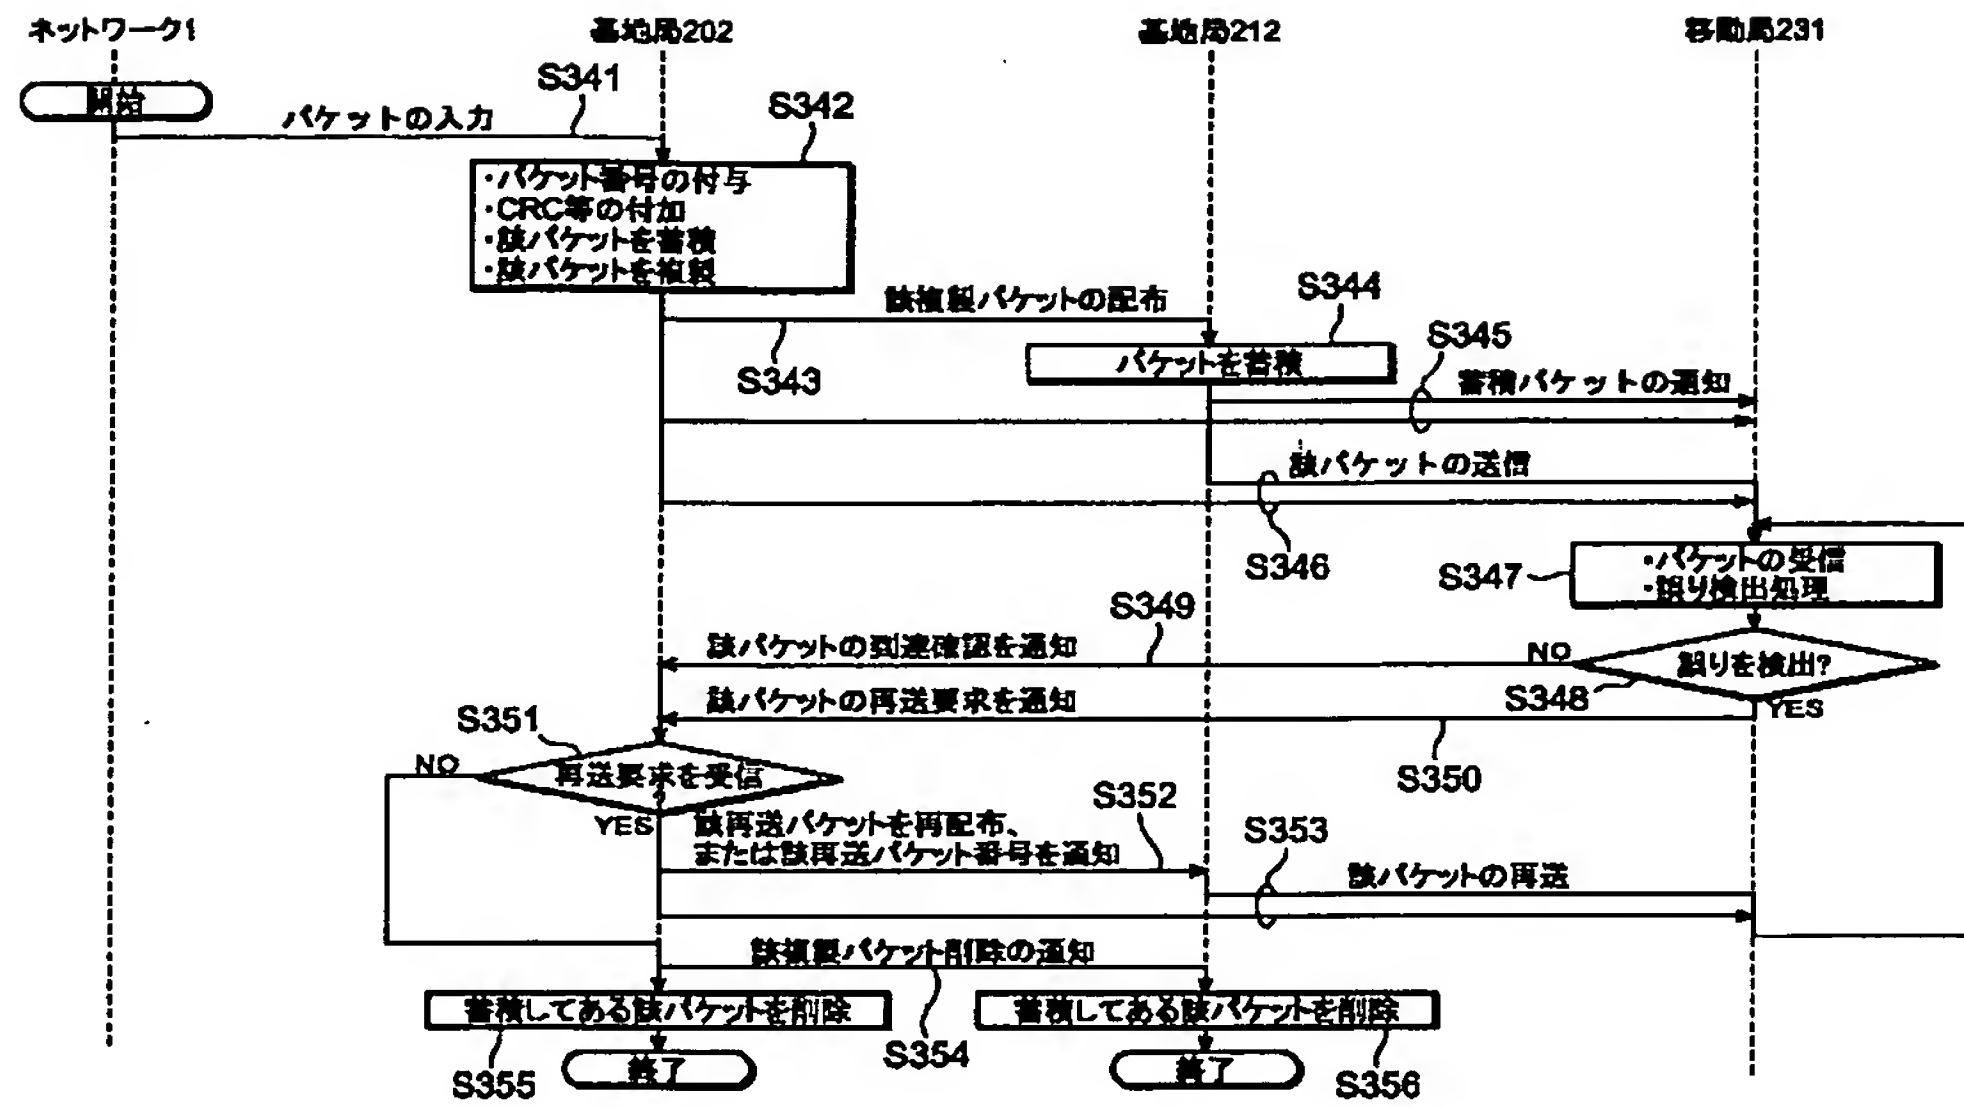 ネットワーク1
基地局202
基地局212
移動局231
開始
S341
パケットの入力
S342
・パケット番号の付与
・CRC等の付加
・該パケットを蓄積
・該パケットを複製
該複製パケットの配布
S343
S344
パケットを蓄積
S345
蓄積パケットの通知
該パケットの送信
S346
S347
・パケットの受信
・誤り検出処理
S349
該パケットの到達確認を通知
NO
誤りを検出?
S348
YES
該パケットの再送要求を通知
S350
S351
NO
再送要求を受信
?
YES
S352
該再送パケットを再配布、
または該再送パケット番号を通知
S353
該パケットの再送
該複製パケット削除の通知
S354
蓄積してある該パケットを削除
蓄積してある該パケットを削除
S355
終了
終了
S356